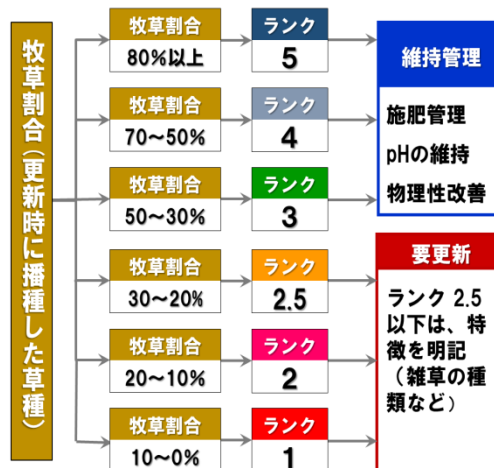 牧草割合（更新時に播種した草種）
牧草割合
80%以上
ランク
5
牧草割合
70～50%
ランク
4
牧草割合
50～30%
ランク
3
牧草割合
30～20%
ランク
2.5
牧草割合
20～10%
ランク
2
牧草割合
10～0%
ランク
1
維持管理
施肥管理
pHの維持
物理性改善
要更新
ランク 2.5
以下は、特
徴を明記
（雑草の種
類など）